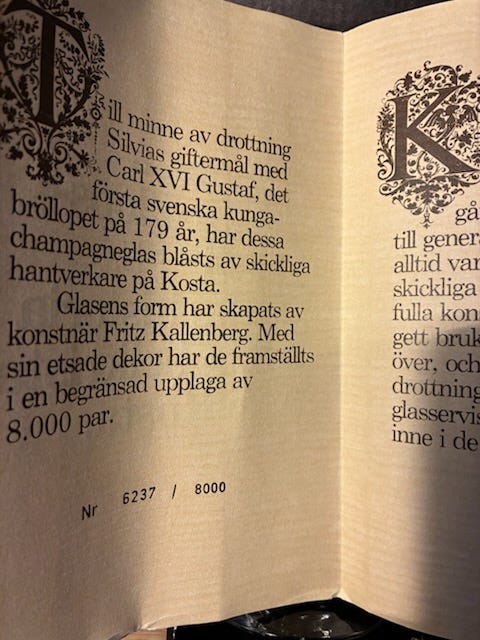 Till minne av drottning
Silvias giftermål med
Carl XVI Gustaf, det
första svenska kunga-
bröllopet på 179 år, har dessa
champagneglas blåsts av skickliga
hantverkare på Kosta.
Glasens form har skapats av
konstnär Fritz Kallenberg. Med
sin etsade dekor har de framställts
i en begränsad upplaga av
8.000 par.
Nr 6237 / 8000
K
gå
till genera
alltid var
skickliga
fulla kon
gett bruk
över, och
drottning
glasservis
inne i de